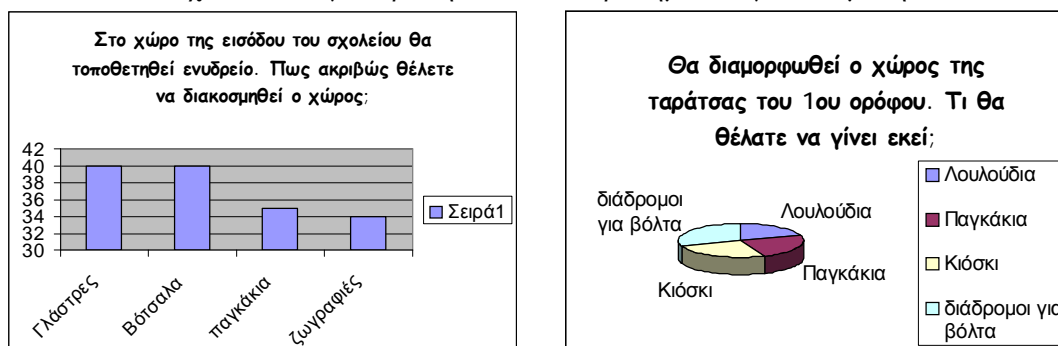 Στο χώρο της εισόδου του σχολείου θα
τοποθετηθεί ενυδρείο. Πως ακριβώς θέλετε
να διακοσμηθεί ο χώρος;
42
40
38
36
34
32
30
Γλάστρες
Βότσαλα
παγκάκια
ζωγραφιές
Σειρά1
Θα διαμορφωθεί ο χώρος της
ταράτσας του 1ου ορόφου. Τι θα
θέλατε να γίνει εκεί;
διάδρομοι
για βόλτα
Λουλούδια
Παγκάκια
Κιόσκι
Λουλούδια
Παγκάκια
Κιόσκι
διάδρομοι για
βόλτα